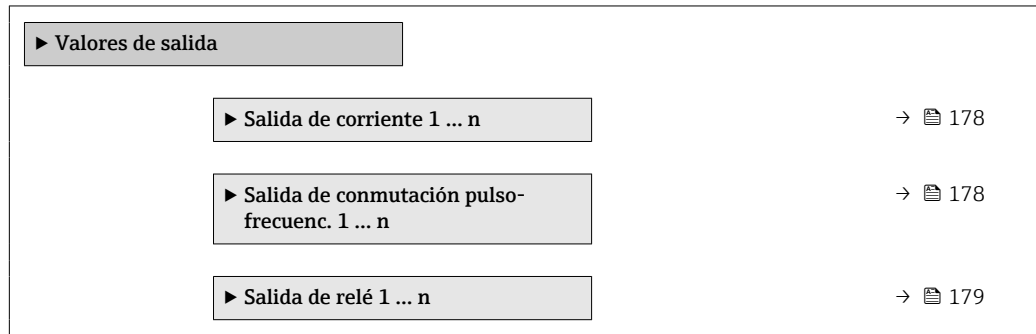 ▶ Valores de salida
▶ Salida de corriente 1 ... n → 178
▶ Salida de conmutación pulso-
frecuenc. 1 ... n → 178
▶ Salida de relé 1 ... n → 179